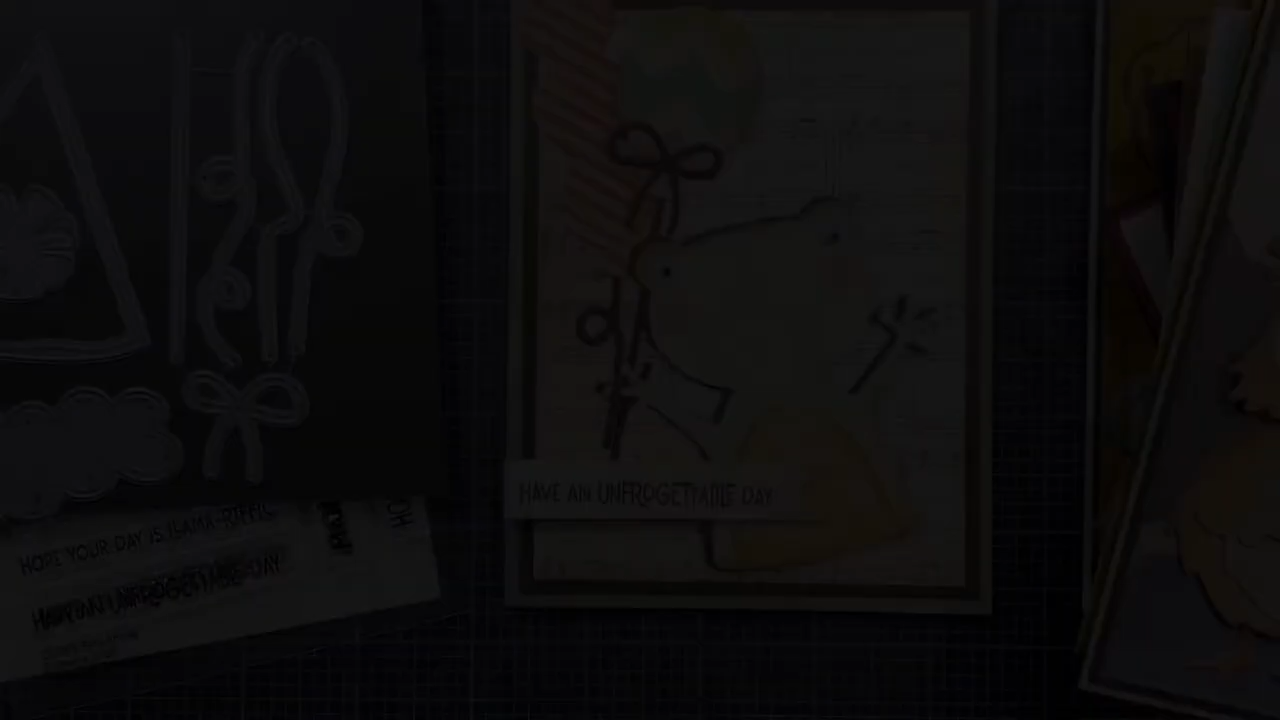 HOPE YOUR DAY IS LLAMA-RIFFIC
HAVE AN UNFROGETTABLE DAY
HAVE AN UNFROGETTABLE DAY